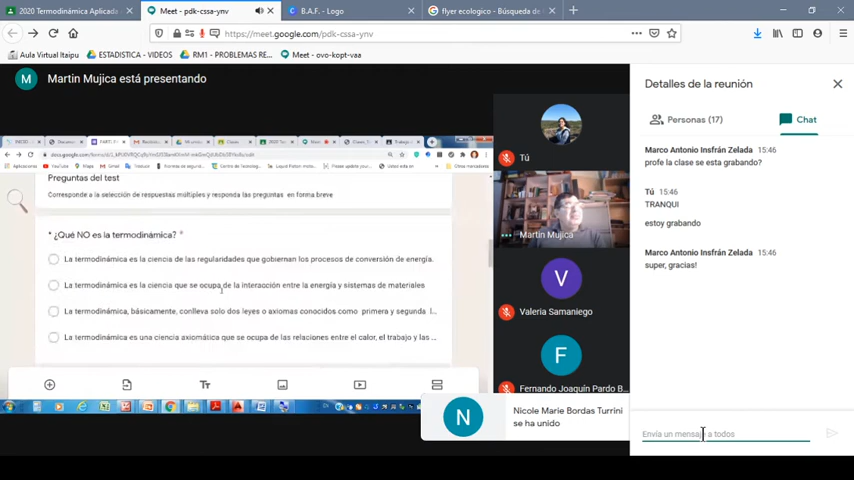 2020 Termodinámica Aplicada
Meet - pdk-cssa-ynv
B.A.F. - Logo
flyer ecologico - Búsqueda de
https://meet.google.com/pdk-cssa-ynv
Aula Virtual Itaipu
ESTADISTICA - VIDEOS
RM1 - PROBLEMAS RE...
Meet — ovo-kopt-vaa
M
Martin Mujica está presentando
Detalles de la reunión
Personas (17)
Chat
Marco Antonio Insfrán Zelada 15:46
profe la clase se esta grabando?
Tú 15:46
TRANQUI
estoy grabando
Marco Antonio Insfrán Zelada 15:46
super, gracias!
Envía un mensaje a todos
Preguntas del test
Corresponde a la selección de respuestas múltiples y responda las preguntas en forma breve
* ¿Qué NO es la termodinámica? *
La termodinámica es la ciencia de las regularidades que gobiernan los procesos de conversión de energía.
La termodinámica es la ciencia que se ocupa de la interacción entre la energía y sistemas de materiales
La termodinámica, básicamente, conlleva solo dos leyes o axiomas conocidos como primera y segunda l...
La termodinámica es una ciencia axiomática que se ocupa de las relaciones entre el calor, el trabajo y las ...
Tt
Tú
Martin Mujica
V
Valeria Samaniego
F
Fernando Joaquín Pardo B...
N
Nicole Marie Bordas Turrini
se ha unido